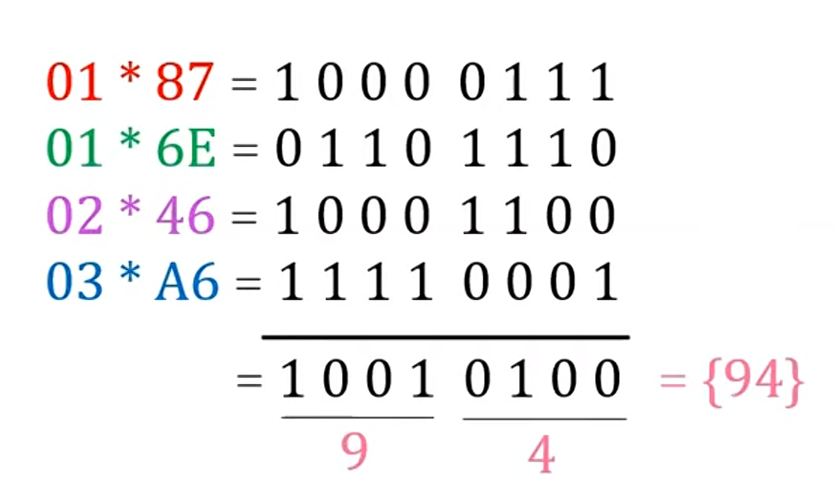 01 * 87 = 1 0 0 0 0 1 1 1
01 * 6E = 0 1 1 0 1 1 1 0
02 * 46 = 1 0 0 0 1 1 0 0
03 * A6 = 1 1 1 1 0 0 0 1
= 1 0 0 1 0 1 0 0 = {94}
9 4